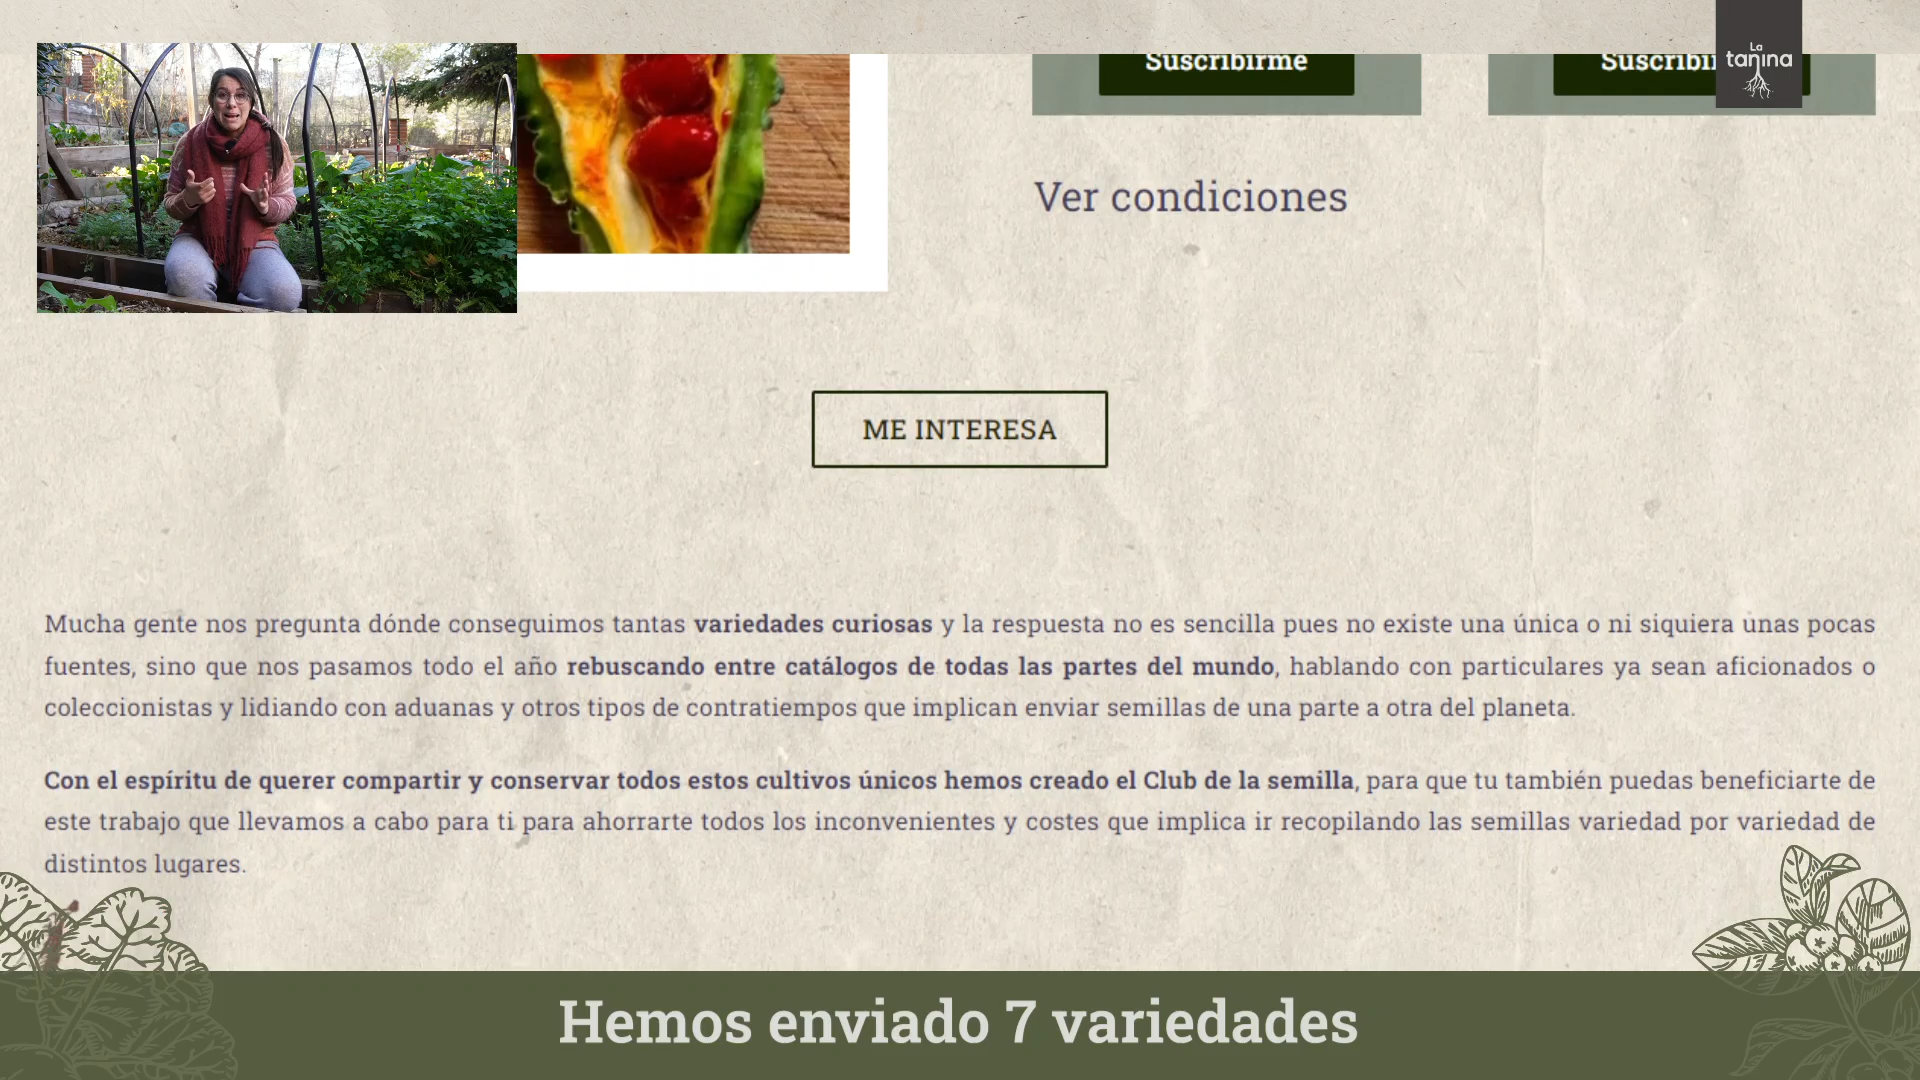 Suscribirme
Suscribi
La
tanina
Ver condiciones
ME INTERESA
Mucha gente nos pregunta dónde conseguimos tantas variedades curiosas y la respuesta no es sencilla pues no existe una única o ni siquiera unas pocas
fuentes, sino que nos pasamos todo el año rebuscando entre catálogos de todas las partes del mundo, hablando con particulares ya sean aficionados o
coleccionistas y lidiando con aduanas y otros tipos de contratiempos que implican enviar semillas de una parte a otra del planeta.
Con el espíritu de querer compartir y conservar todos estos cultivos únicos hemos creado el Club de la semilla, para que tu también puedas beneficiarte de
este trabajo que llevamos a cabo para ti para ahorrarte todos los inconvenientes y costes que implica ir recopilando las semillas variedad por variedad de
distintos lugares.
Hemos enviado 7 variedades